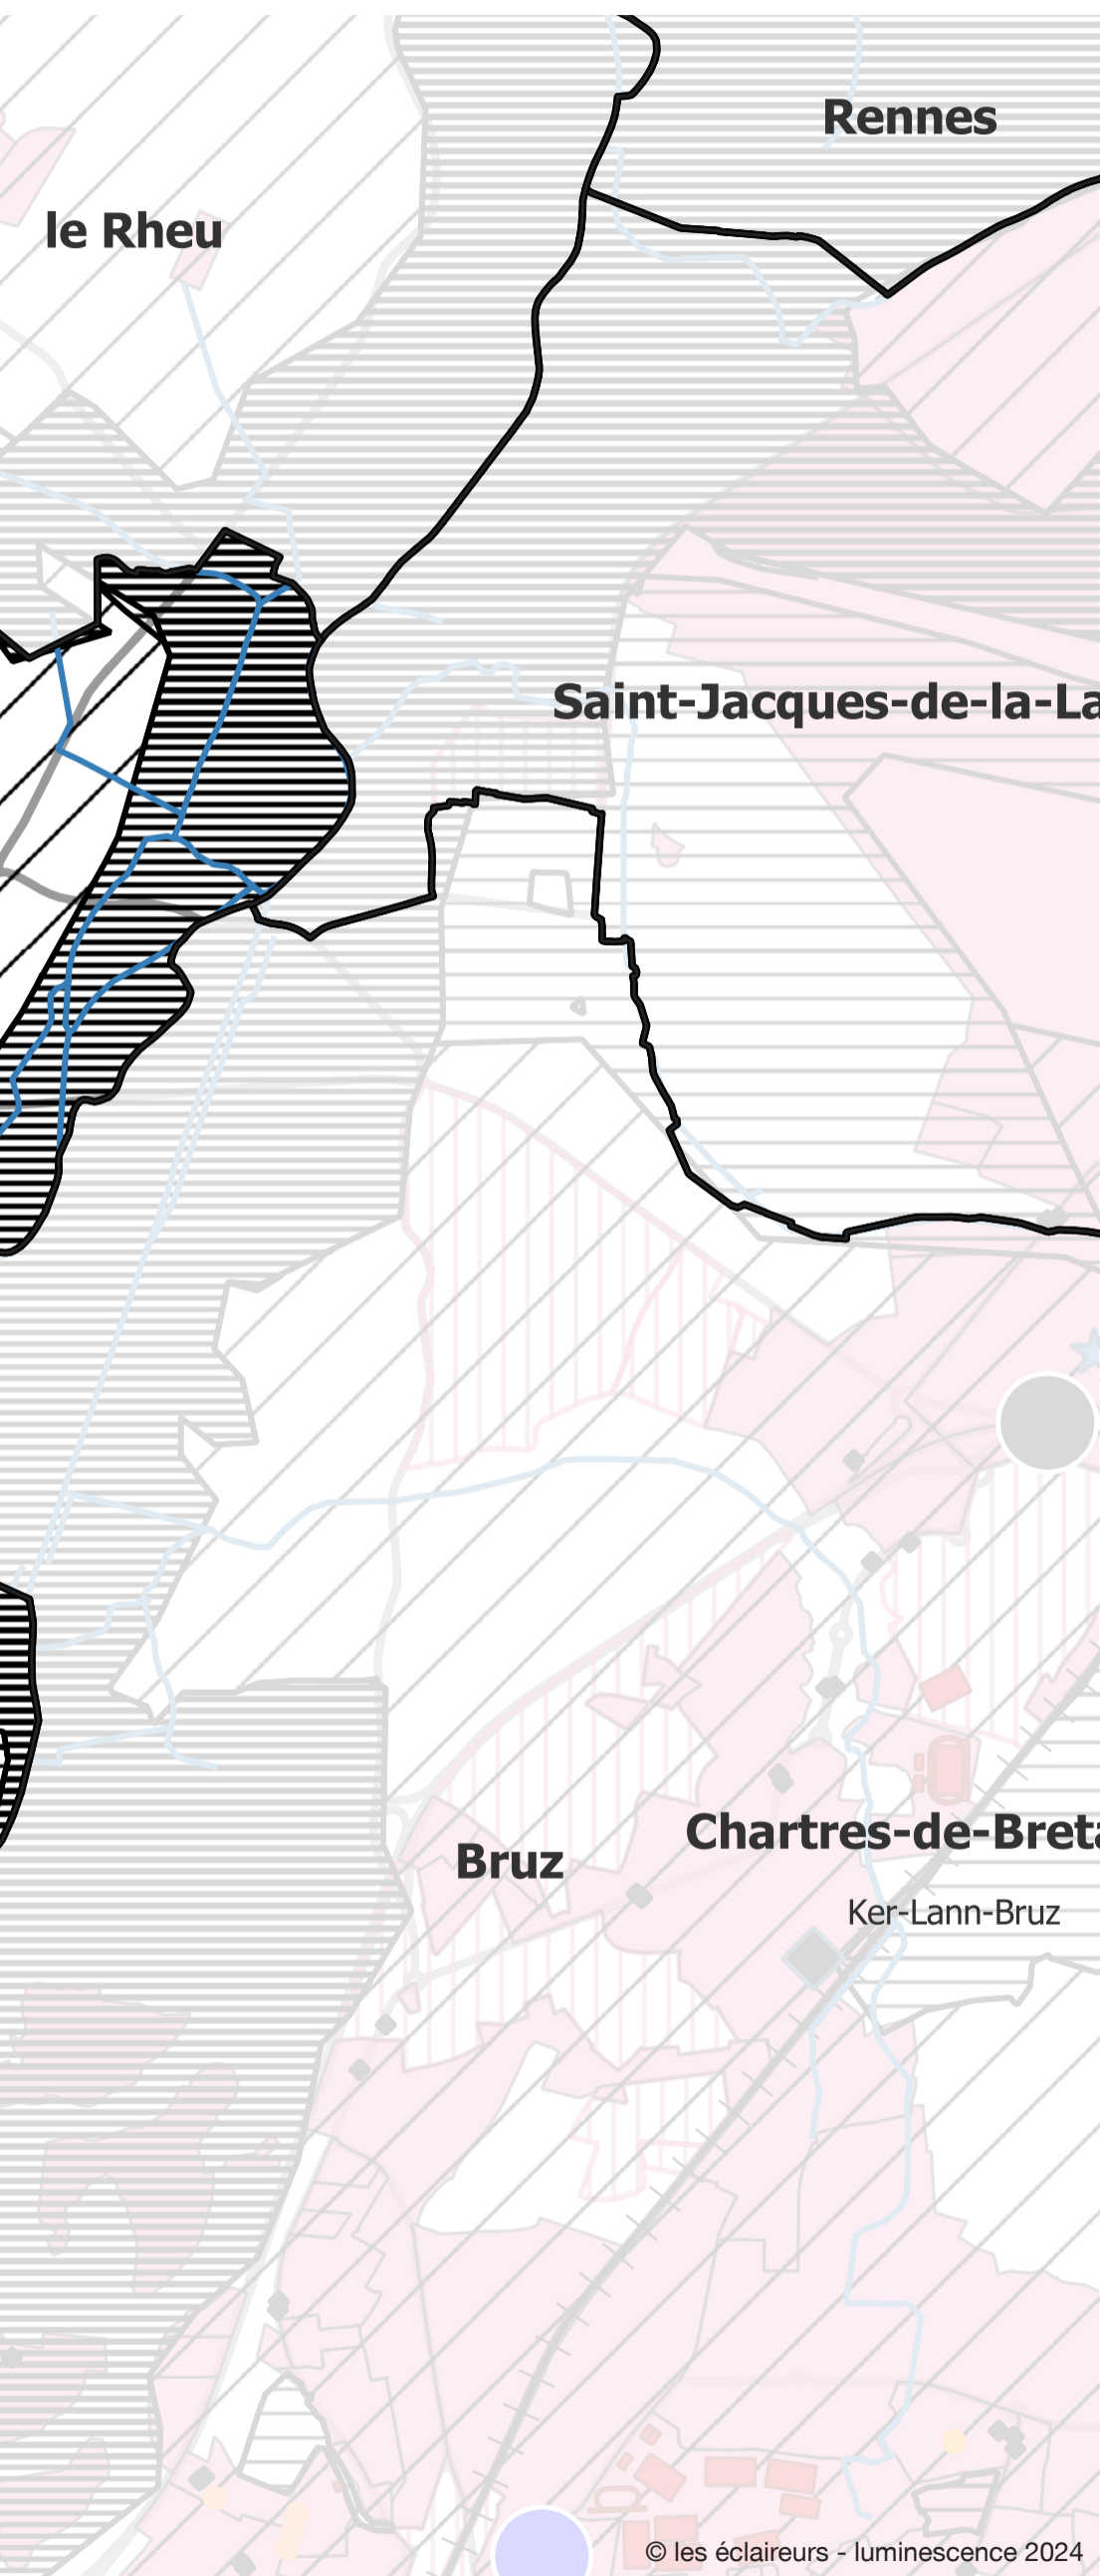 Rennes
le Rheu
Saint-Jacques-de-la-La
Bruz
Chartres-de-Breta
Ker-Lann-Bruz
© les éclaireurs - luminescence 2024